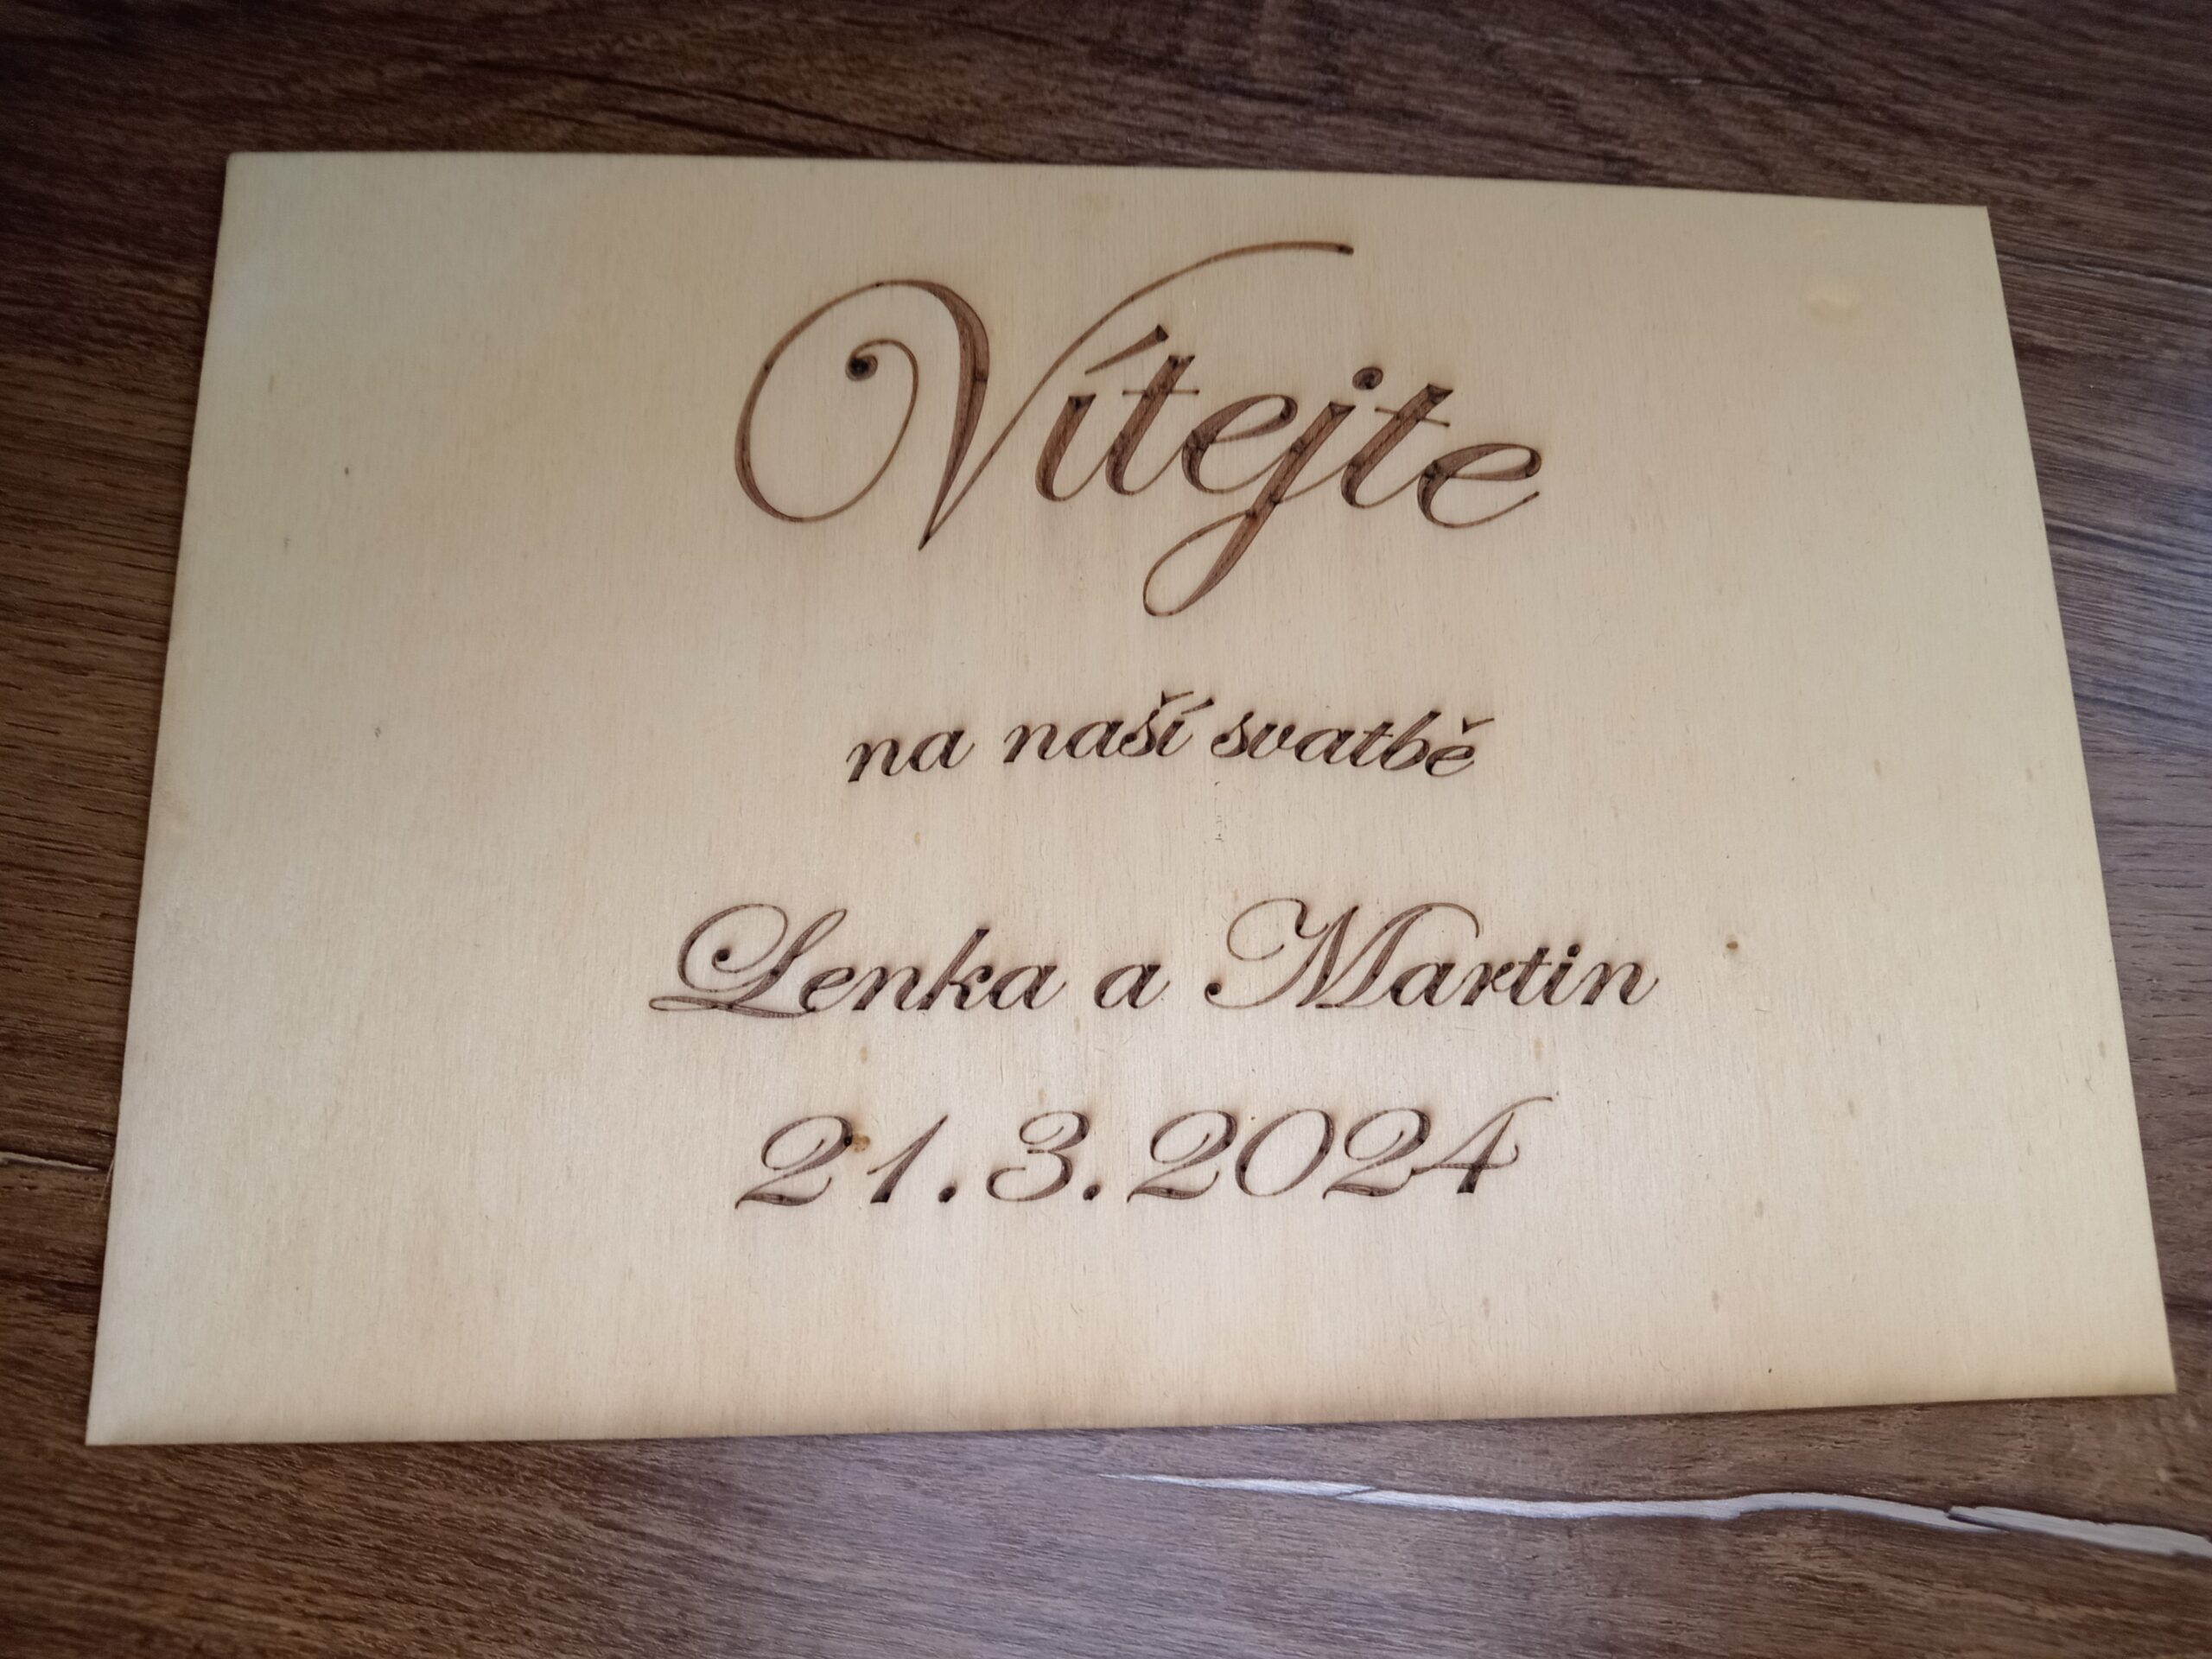 Vítejte
na naší svatbě
Lenka a Martin
21.3.2024